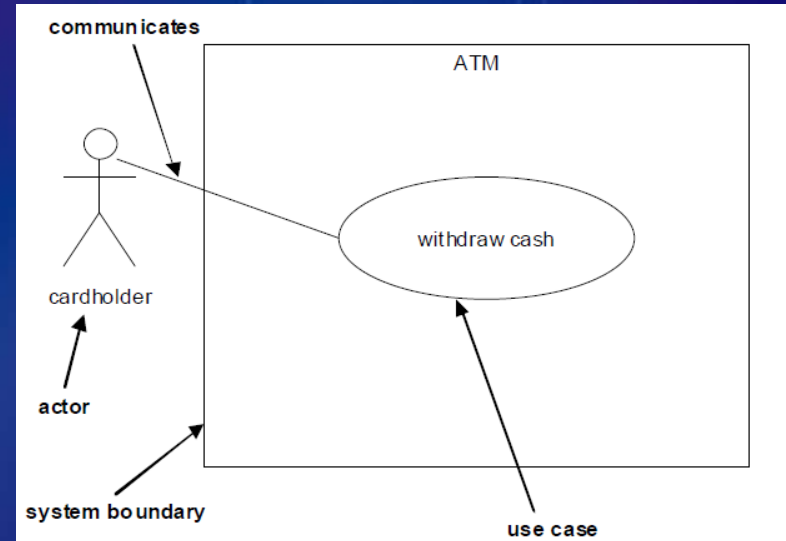 communicates
ATM
withdraw cash
cardholder
actor
system boundary
use case